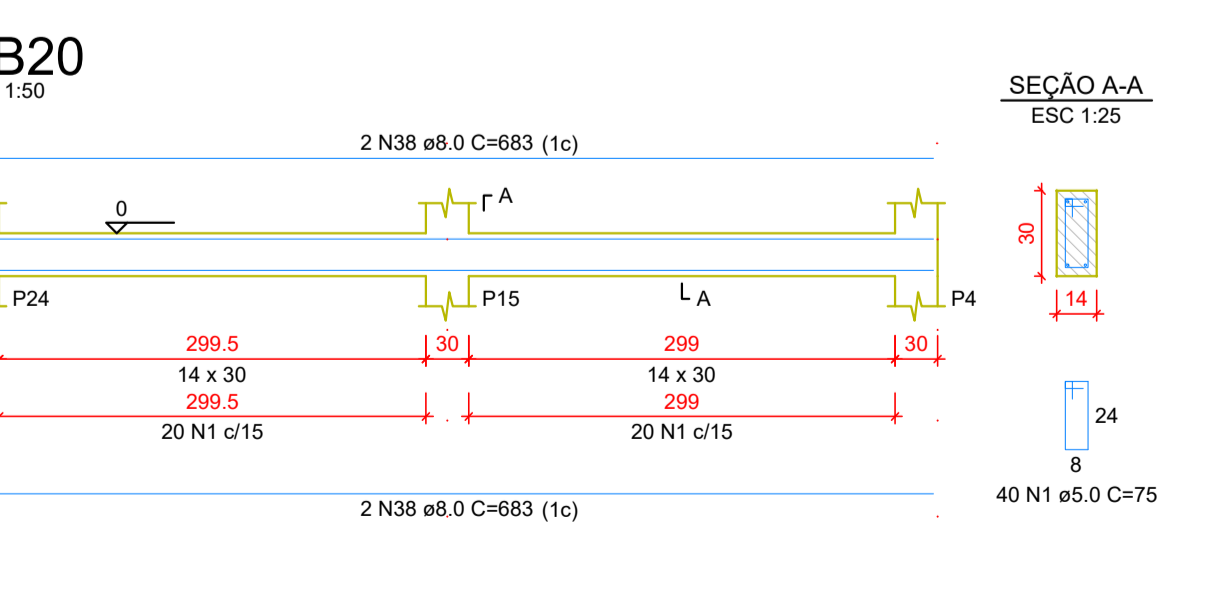 B20
1:50
SEÇÃO A-A
ESC 1:25
2 N38 ø8.0 C=683 (1c)
A
0
30
P24
P15
A
P4
14
299.5
30
299
30
14 x 30
14 x 30
299.5
299
24
20 N1 c/15
20 N1 c/15
8
40 N1 ø5.0 C=75
2 N38 ø8.0 C=683 (1c)